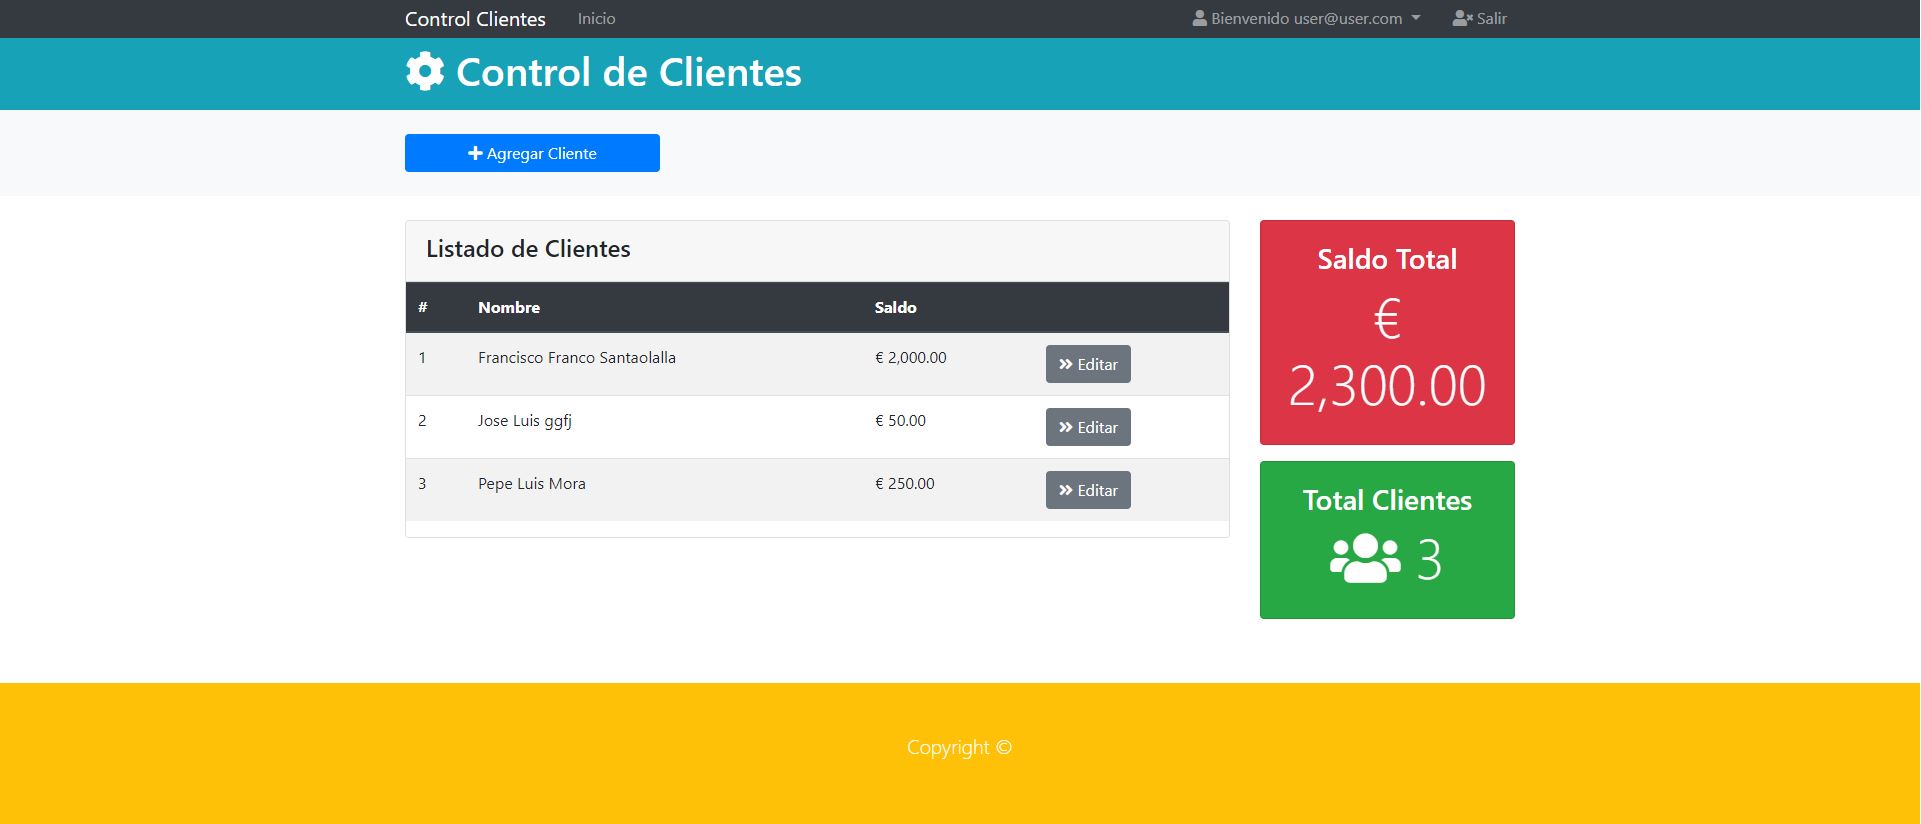 Control Clientes Inicio Bienvenido user@user.com Salir
Control de Clientes
Agregar Cliente
Listado de Clientes
# Nombre Saldo
1 Francisco Franco Santaolalla € 2,000.00 Editar
2 Jose Luis ggfj € 50.00 Editar
3 Pepe Luis Mora € 250.00 Editar
Saldo Total
€
2,300.00
Total Clientes
3
Copyright ©